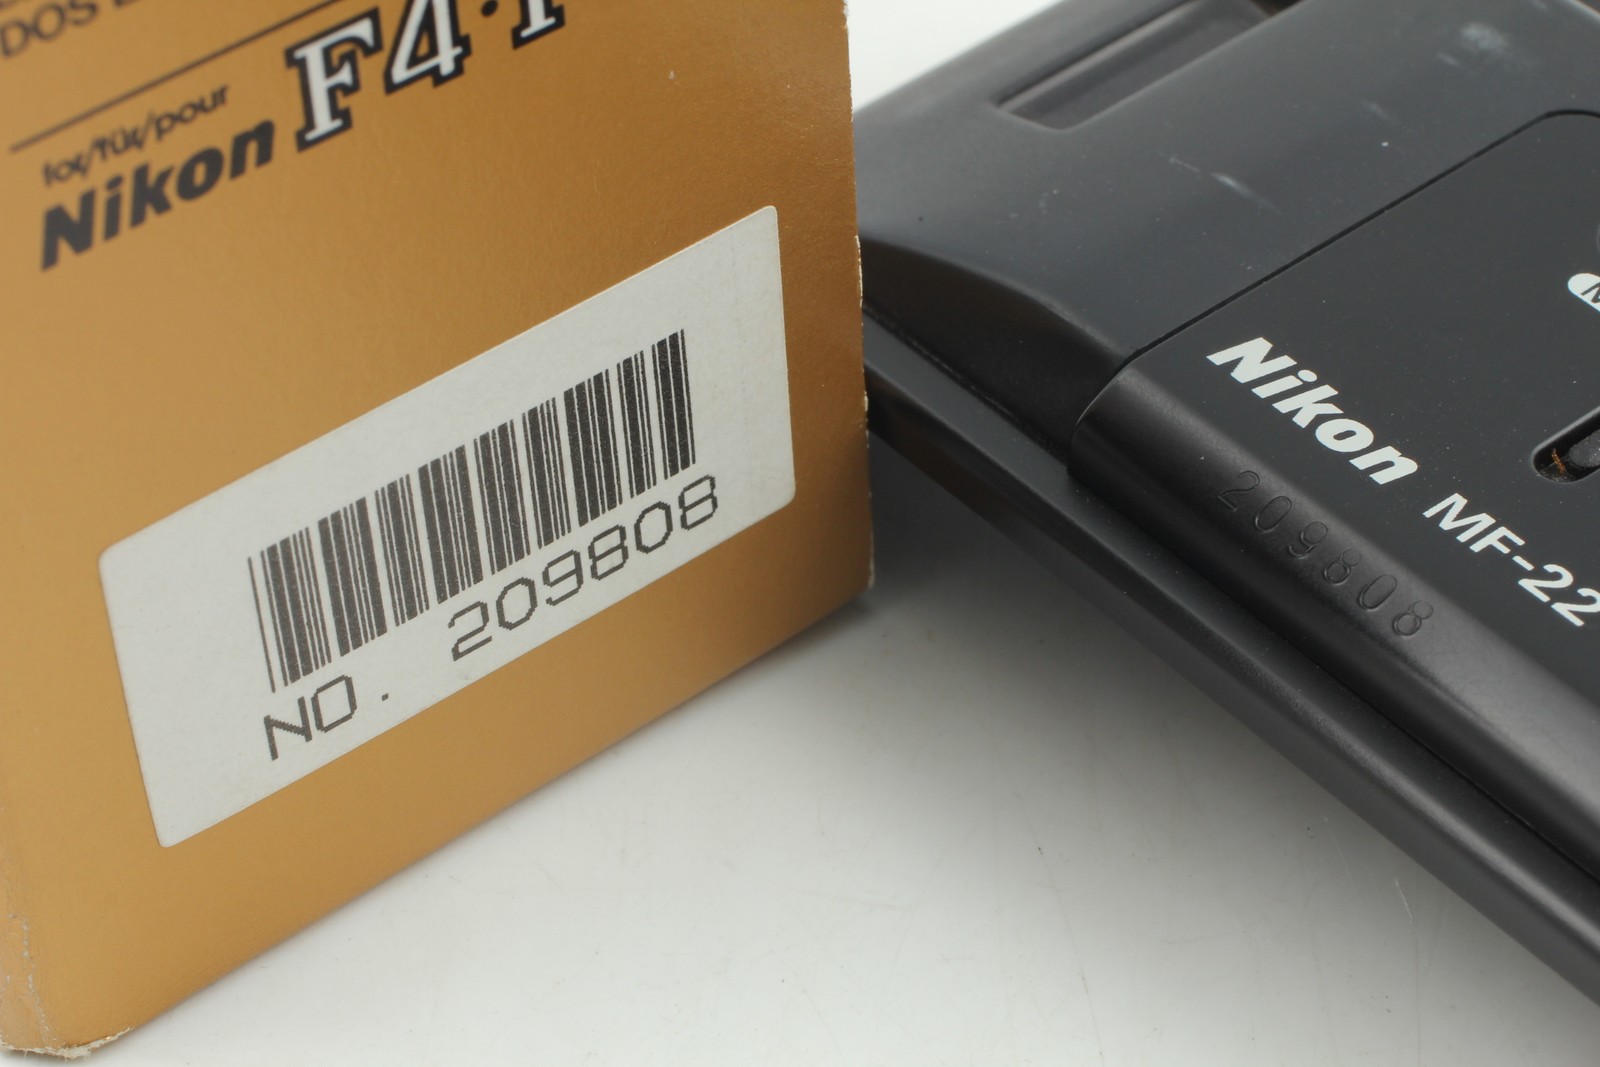 DOS
for/für/pour
Nikon F4·
NO. 209808
Nikon MF-22
209808